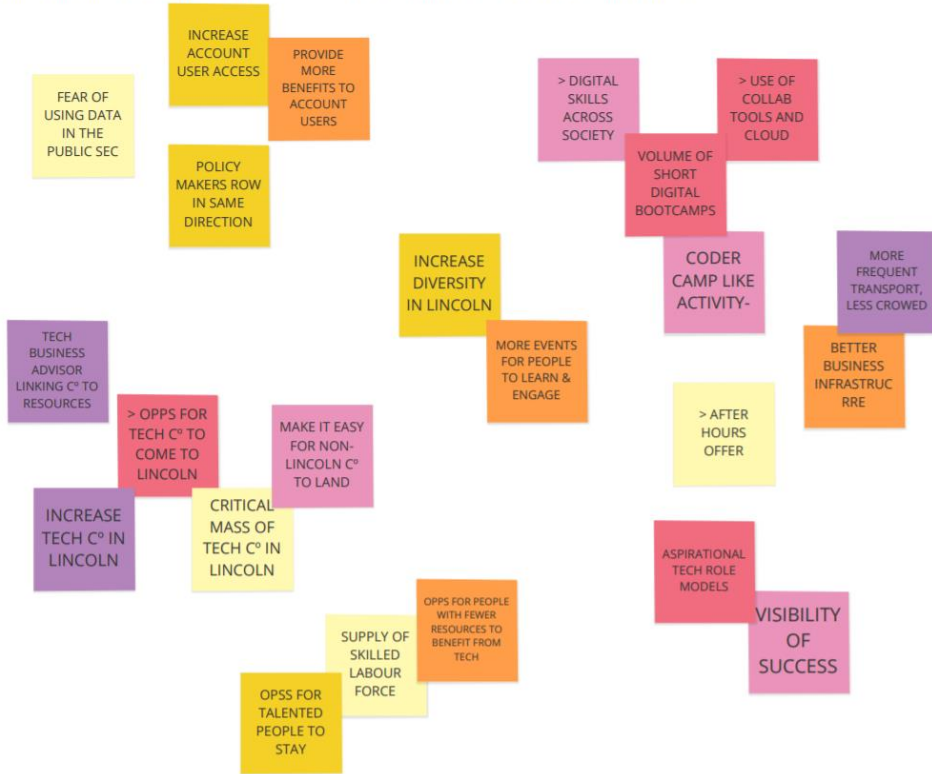 INCREASE
ACCOUNT
USER ACCESS
PROVIDE
MORE
BENEFITS TO
ACCOUNT
USERS
FEAR OF
USING DATA
IN THE
PUBLIC SEC
POLICY
MAKERS ROW
IN SAME
DIRECTION
> DIGITAL
SKILLS
ACROSS
SOCIETY
> USE OF
COLLAB
TOOLS AND
CLOUD
VOLUME OF
SHORT
DIGITAL
BOOTCAMPS
CODER
CAMP LIKE
ACTIVITY-
INCREASE
DIVERSITY
IN LINCOLN
MORE EVENTS
FOR PEOPLE
TO LEARN &
ENGAGE
MORE
FREQUENT
TRANSPORT,
LESS CROWED
BETTER
BUSINESS
INFRASTRUC
RRE
> AFTER
HOURS
OFFER
TECH
BUSINESS
ADVISOR
LINKING Cº TO
RESOURCES
> OPPS FOR
TECH Cº TO
COME TO
LINCOLN
MAKE IT EASY
FOR NON-
LINCOLN Cº
TO LAND
INCREASE
TECH Cº IN
LINCOLN
CRITICAL
MASS OF
TECH Cº IN
LINCOLN
ASPIRATIONAL
TECH ROLE
MODELS
VISIBILITY
OF
SUCCESS
OPPS FOR PEOPLE
WITH FEWER
RESOURCES TO
BENEFIT FROM
TECH
SUPPLY OF
SKILLED
LABOUR
FORCE
OPSS FOR
TALENTED
PEOPLE TO
STAY